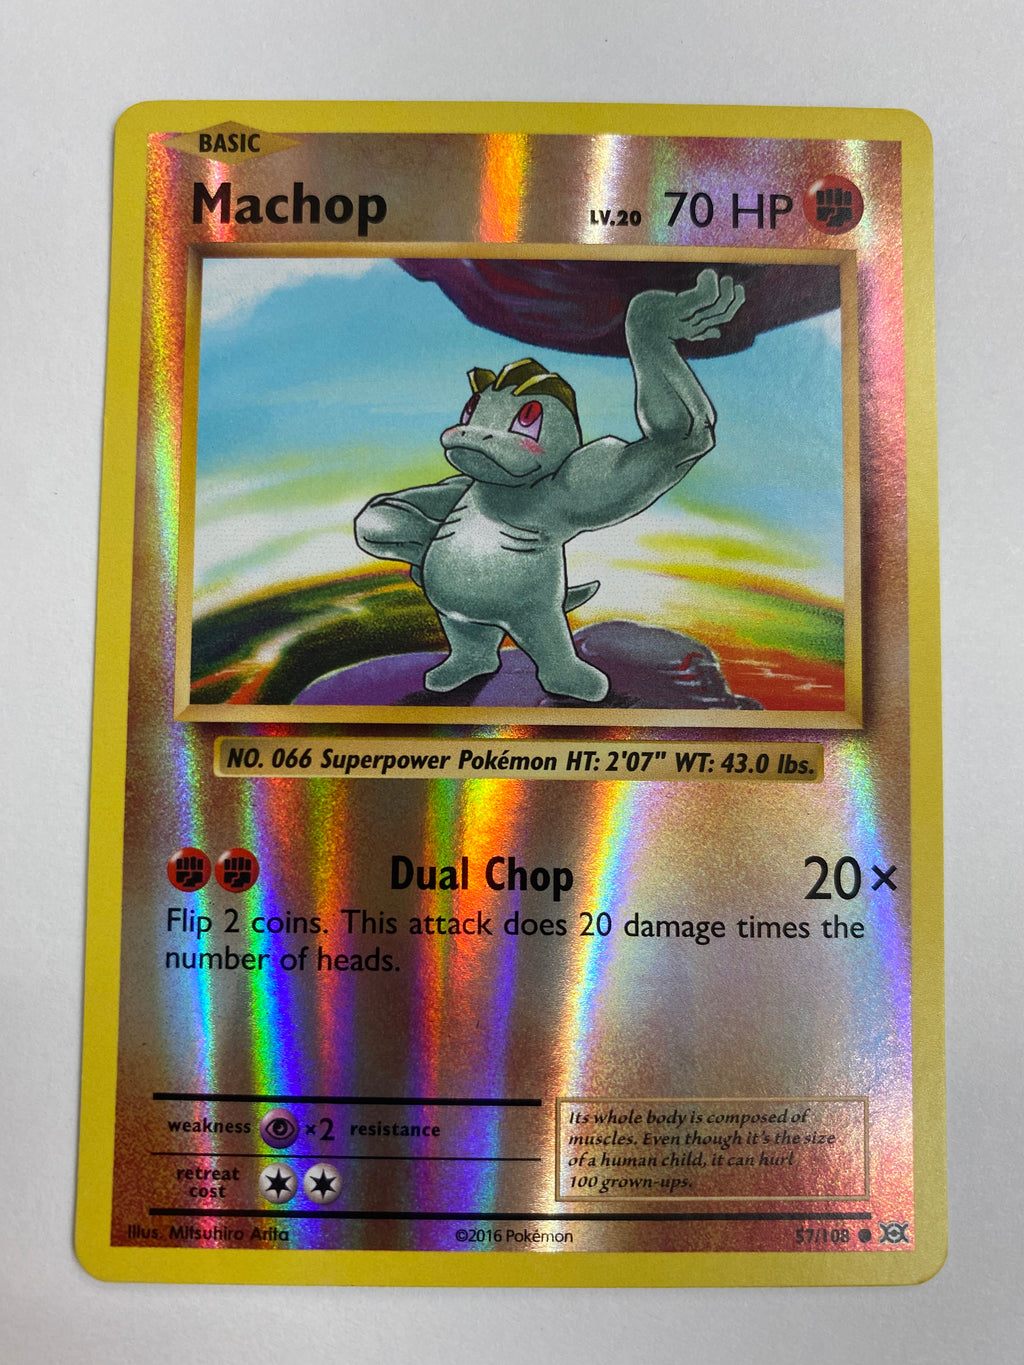 BASIC
Machop LV.20 70 HP
NO. 066 Superpower Pokémon HT: 2'07" WT: 43.0 lbs.
Dual Chop 20×
Flip 2 coins. This attack does 20 damage times the
number of heads.
weakness ×2 resistance
retreat
cost
Its whole body is composed of
muscles. Even though it's the size
of a human child, it can hurl
100 grown-ups.
Illus. Mitsuhiro Arita ©2016 Pokémon 57/108